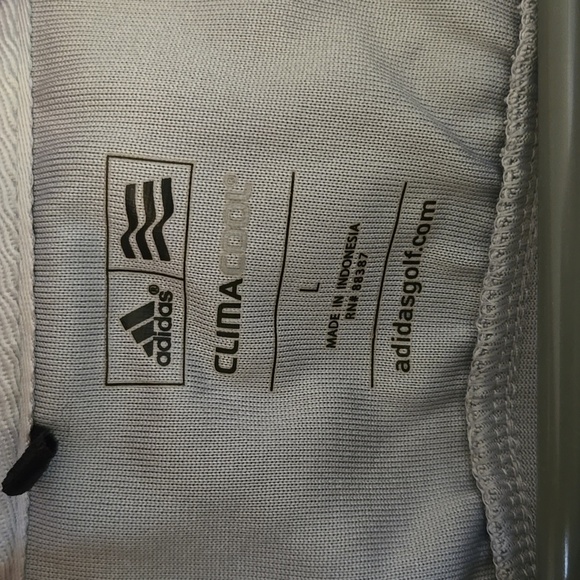 adidas®
CLIMACOOL®
L
MADE IN INDONESIA
RN# 88387
adidasgolf.com